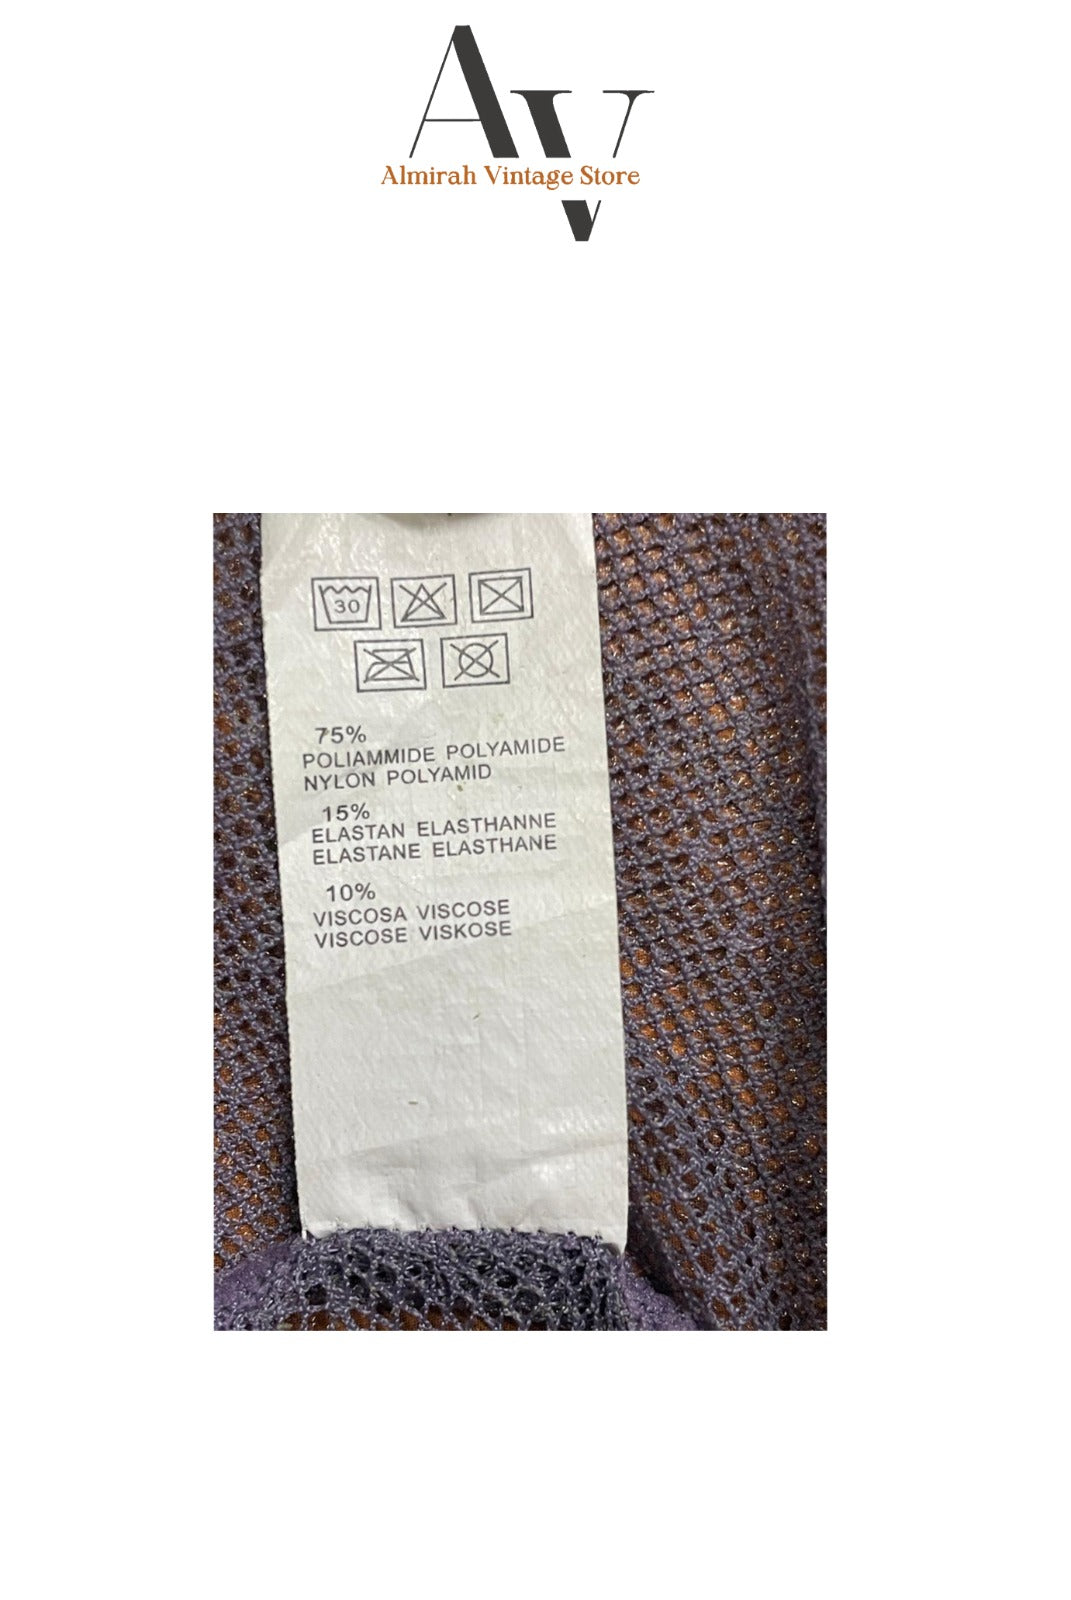 AV
Almirah Vintage Store
30
75%
POLIAMMIDE POLYAMIDE
NYLON POLYAMID
15%
ELASTAN ELASTHANNE
ELASTANE ELASTHANE
10%
VISCOSA VISCOSE
VISCOSE VISKOSE